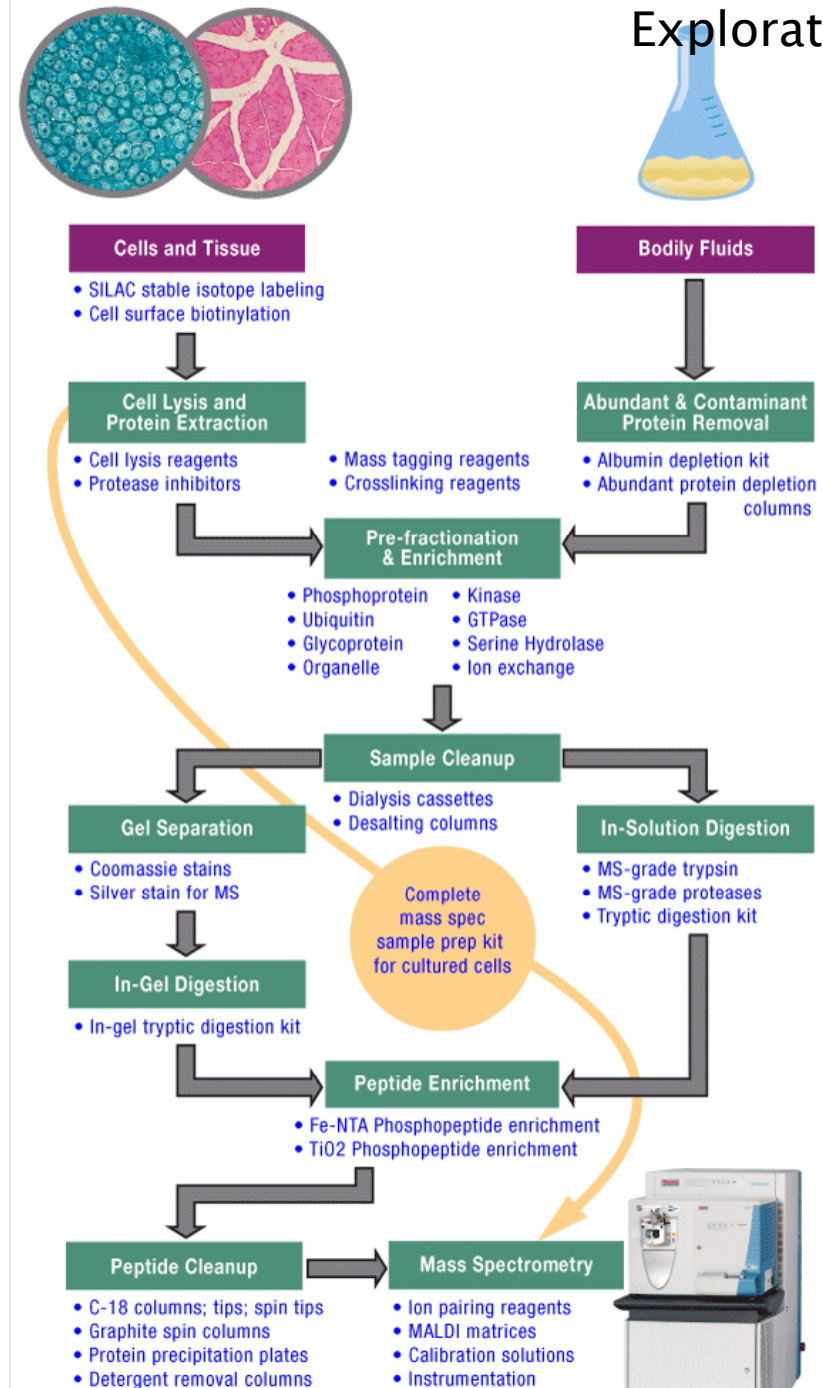 Explorat
Cells and Tissue
• SILAC stable isotope labeling
• Cell surface biotinylation
Bodily Fluids
Cell Lysis and
Protein Extraction
• Cell lysis reagents
• Protease inhibitors
• Mass tagging reagents
• Crosslinking reagents
Abundant & Contaminant
Protein Removal
• Albumin depletion kit
• Abundant protein depletion
columns
Pre-fractionation
& Enrichment
• Phosphoprotein
• Ubiquitin
• Glycoprotein
• Organelle
• Kinase
• GTPase
• Serine Hydrolase
• Ion exchange
Sample Cleanup
• Dialysis cassettes
• Desalting columns
Gel Separation
• Coomassie stains
• Silver stain for MS
In-Solution Digestion
• MS-grade trypsin
• MS-grade proteases
• Tryptic digestion kit
Complete
mass spec
sample prep kit
for cultured cells
In-Gel Digestion
• In-gel tryptic digestion kit
Peptide Enrichment
• Fe-NTA Phosphopeptide enrichment
• TiO2 Phosphopeptide enrichment
Peptide Cleanup
• C-18 columns; tips; spin tips
• Graphite spin columns
• Protein precipitation plates
• Detergent removal columns
Mass Spectrometry
• Ion pairing reagents
• MALDI matrices
• Calibration solutions
• Instrumentation